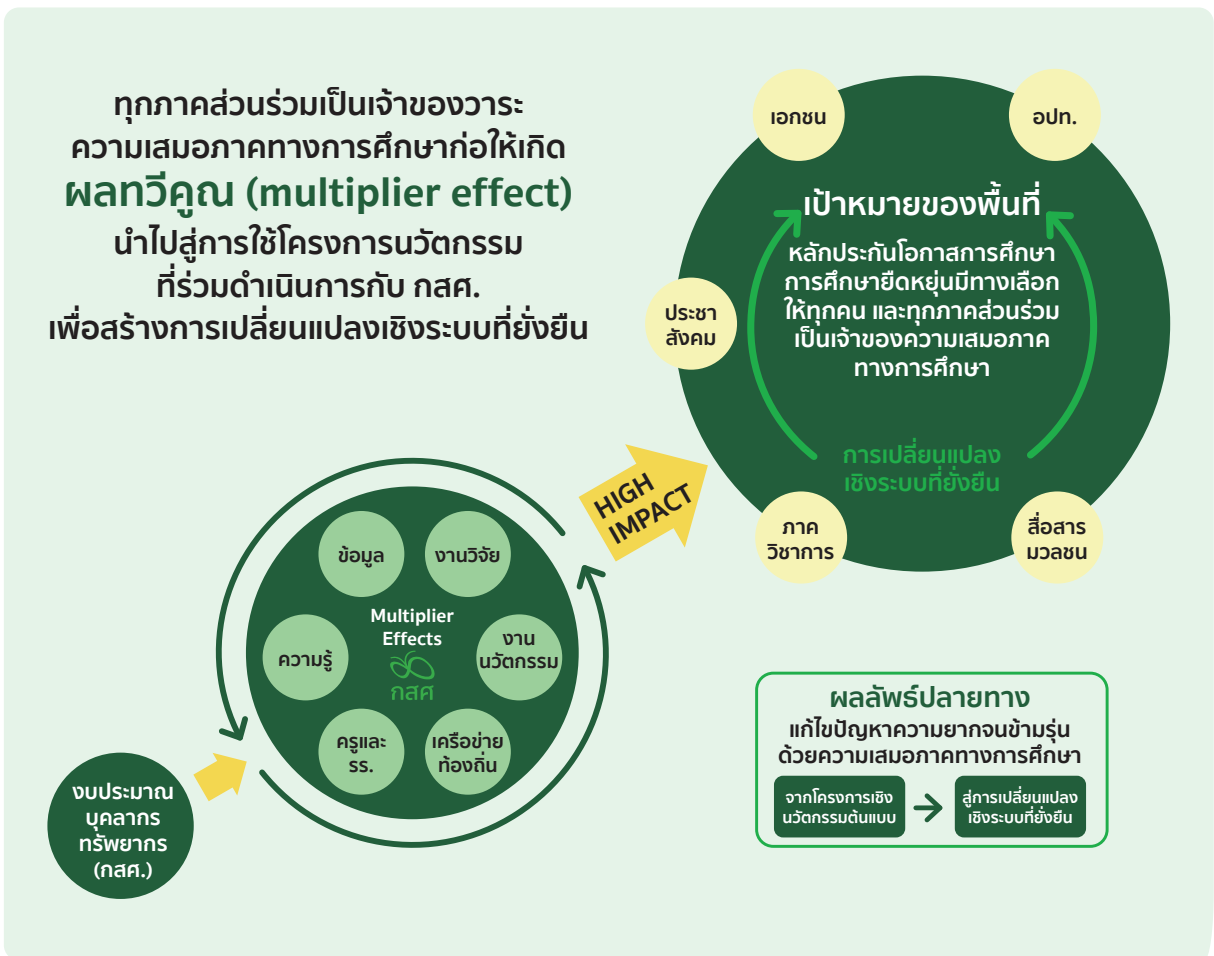 ทุกภาคส่วนร่วมเป็นเจ้าของวาระ
ความเสมอภาคทางการศึกษาก่อให้เกิด
ผลทวีคูณ (multiplier effect)
นำไปสู่การใช้โครงการนวัตกรรม
ที่ร่วมดำเนินการกับ กสศ.
เพื่อสร้างการเปลี่ยนแปลงเชิงระบบที่ยั่งยืน
เอกชน
อปท.
เป้าหมายของพื้นที่
หลักประกันโอกาสการศึกษา
การศึกษายืดหยุ่นมีทางเลือก
ให้ทุกคน และทุกภาคส่วนร่วม
เป็นเจ้าของความเสมอภาค
ทางการศึกษา
ประชา
สังคม
การเปลี่ยนแปลง
เชิงระบบที่ยั่งยืน
ภาค
วิชาการ
สื่อสาร
มวลชน
HIGH
IMPACT
ข้อมูล
งานวิจัย
Multiplier
Effects
กสศ
ความรู้
งาน
นวัตกรรม
ครูและ
รร.
เครือข่าย
ท้องถิ่น
งบประมาณ
บุคลากร
ทรัพยากร
(กสศ.)
ผลลัพธ์ปลายทาง
แก้ไขปัญหาความยากจนข้ามรุ่น
ด้วยความเสมอภาคทางการศึกษา
จากโครงการเชิง
นวัตกรรมต้นแบบ
สู่การเปลี่ยนแปลง
เชิงระบบที่ยั่งยืน